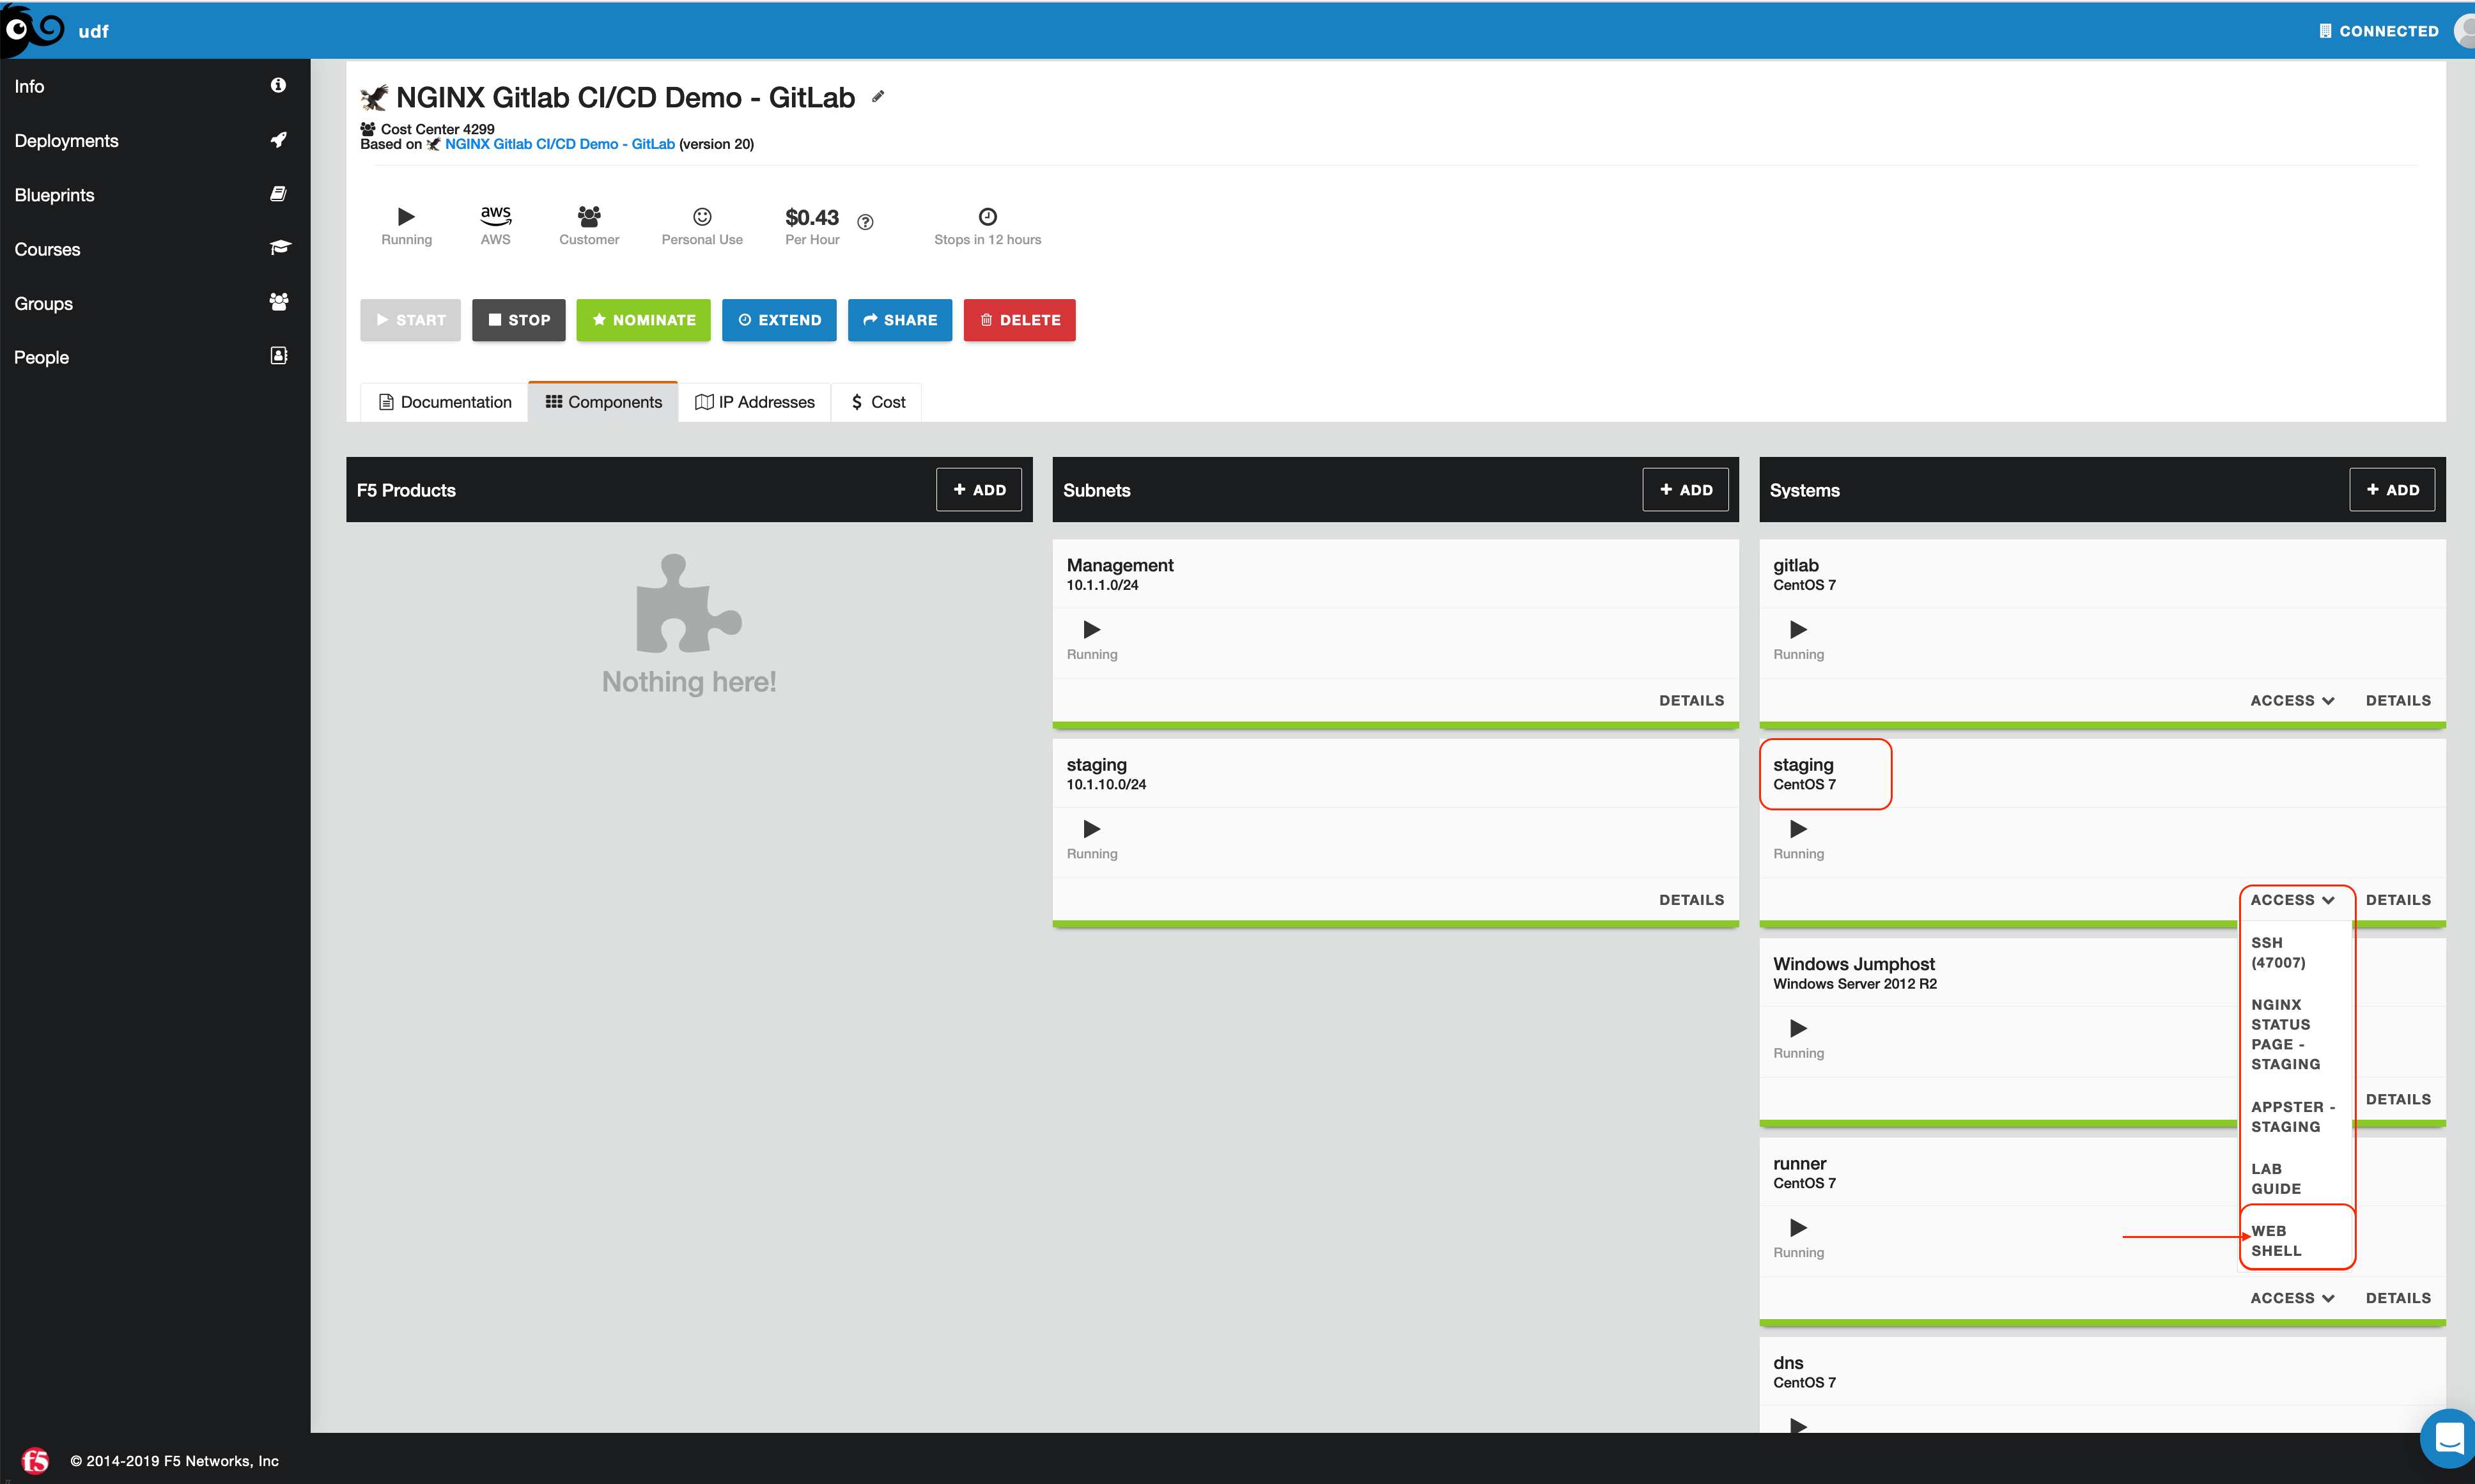 udf
CONNECTED
Info
Deployments
Blueprints
Courses
Groups
People
NGINX Gitlab CI/CD Demo - GitLab
Cost Center 4299
Based on NGINX Gitlab CI/CD Demo - GitLab (version 20)
Running
aws
AWS
Customer
Personal Use
$0.43
Per Hour
Stops in 12 hours
START
STOP
NOMINATE
EXTEND
SHARE
DELETE
Documentation
Components
IP Addresses
$ Cost
F5 Products
+ ADD
Nothing here!
Subnets
+ ADD
Management
10.1.1.0/24
Running
DETAILS
staging
10.1.10.0/24
Running
DETAILS
Systems
+ ADD
gitlab
CentOS 7
Running
ACCESS
DETAILS
staging
CentOS 7
Running
ACCESS
DETAILS
SSH
(47007)
NGINX
STATUS
PAGE -
STAGING
APPSTER -
STAGING
LAB
GUIDE
WEB
SHELL
Windows Jumphost
Windows Server 2012 R2
Running
DETAILS
runner
CentOS 7
Running
ACCESS
DETAILS
dns
CentOS 7
f5
© 2014-2019 F5 Networks, Inc